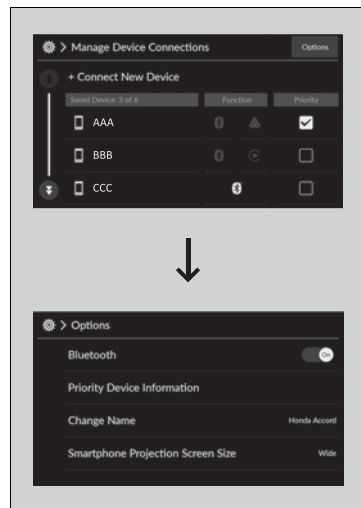 > Manage Device Connections Options
+ Connect New Device
Saved Device: 3 of 6 Function Priority
AAA
BBB
CCC
> Options
Bluetooth On
Priority Device Information
Change Name Honda Accord
Smartphone Projection Screen Size Wide